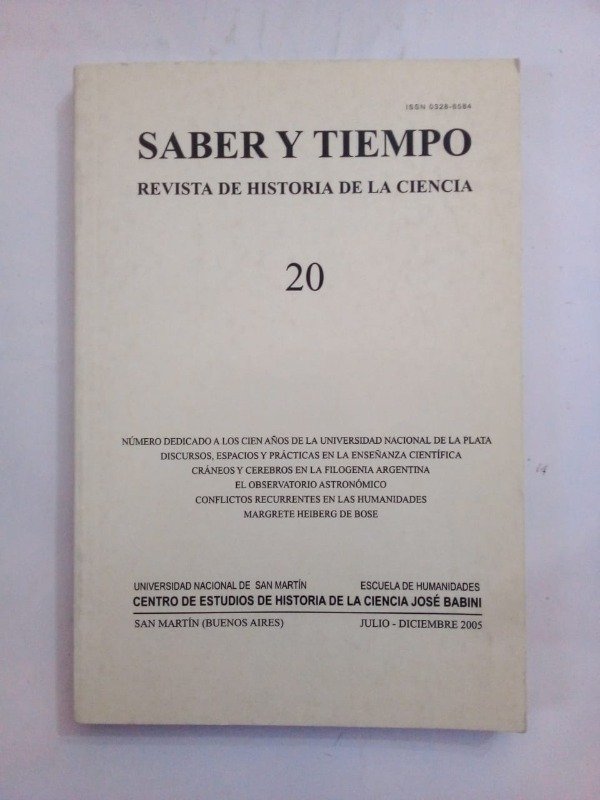 ISSN 0328-6584
SABER Y TIEMPO
REVISTA DE HISTORIA DE LA CIENCIA
20
NÚMERO DEDICADO A LOS CIEN AÑOS DE LA UNIVERSIDAD NACIONAL DE LA PLATA
DISCURSOS, ESPACIOS Y PRÁCTICAS EN LA ENSEÑANZA CIENTÍFICA
CRÁNEOS Y CEREBROS EN LA FILOGENIA ARGENTINA
EL OBSERVATORIO ASTRONÓMICO
CONFLICTOS RECURRENTES EN LAS HUMANIDADES
MARGRETE HEIBERG DE BOSE
UNIVERSIDAD NACIONAL DE SAN MARTÍN ESCUELA DE HUMANIDADES
CENTRO DE ESTUDIOS DE HISTORIA DE LA CIENCIA JOSÉ BABINI
SAN MARTÍN (BUENOS AIRES) JULIO - DICIEMBRE 2005